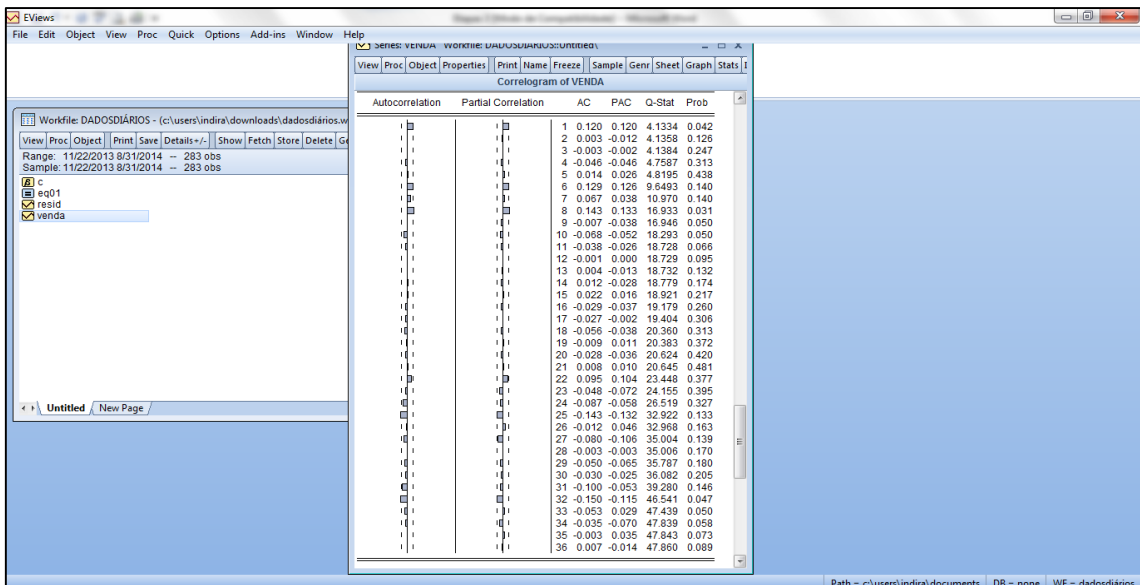 EViews
File Edit Object View Proc Quick Options Add-ins Window Help
Series: VENDA Workfile: DADOSDIÁRIOS::Untitled\
View Proc Object Properties Print Name Freeze Sample Genr Sheet Graph Stats
Correlogram of VENDA
Autocorrelation Partial Correlation AC PAC Q-Stat Prob
1 0.120 0.120 4.1334 0.042
2 0.003 -0.012 4.1358 0.126
3 -0.003 -0.002 4.1384 0.247
4 -0.046 -0.046 4.7587 0.313
5 0.014 0.026 4.8195 0.438
6 0.129 0.126 9.6493 0.140
7 0.067 0.038 10.970 0.140
8 0.143 0.133 16.933 0.031
9 -0.007 -0.038 16.946 0.050
10 -0.068 -0.052 18.293 0.050
11 -0.038 -0.026 18.728 0.066
12 -0.001 0.000 18.729 0.095
13 0.004 -0.013 18.732 0.132
14 0.012 -0.028 18.779 0.174
15 0.022 0.016 18.921 0.217
16 -0.029 -0.037 19.179 0.260
17 -0.027 -0.002 19.404 0.306
18 -0.056 -0.038 20.360 0.313
19 -0.009 0.011 20.383 0.372
20 -0.028 -0.036 20.624 0.420
21 0.008 0.010 20.645 0.481
22 0.095 0.104 23.448 0.377
23 -0.048 -0.072 24.155 0.395
24 -0.087 -0.058 26.519 0.327
25 -0.143 -0.132 32.922 0.133
26 -0.012 0.046 32.968 0.163
27 -0.080 -0.106 35.004 0.139
28 -0.003 -0.003 35.006 0.170
29 -0.050 -0.065 35.787 0.180
30 -0.030 -0.025 36.082 0.205
31 -0.100 -0.053 39.280 0.146
32 -0.150 -0.115 46.541 0.047
33 -0.053 0.029 47.439 0.050
34 -0.035 -0.070 47.839 0.058
35 -0.003 0.035 47.843 0.073
36 0.007 -0.014 47.860 0.089
Workfile: DADOSDIÁRIOS - (c:\users\indira\downloads\dadosdiários.w
View Proc Object Print Save Details+/- Show Fetch Store Delete Ge
Range: 11/22/2013 8/31/2014 -- 283 obs
Sample: 11/22/2013 8/31/2014 -- 283 obs
c
eq01
resid
venda
Untitled New Page
Path = c:\users\indira\documents DB = none WF = dadosdiários